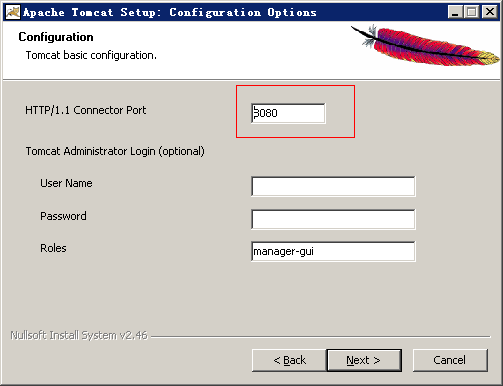 Apache Tomcat Setup: Configuration Options
Configuration
Tomcat basic configuration.
HTTP/1.1 Connector Port
8080
Tomcat Administrator Login (optional)
User Name
Password
Roles
manager-gui
Nullsoft Install System v2.46
< Back
Next >
Cancel